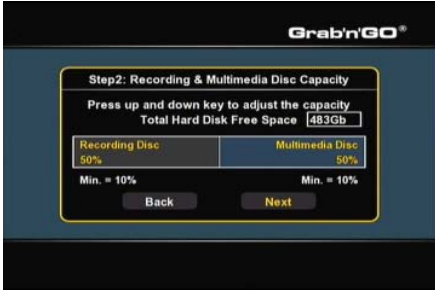 Grab'n'GO®
Step2: Recording & Multimedia Disc Capacity
Press up and down key to adjust the capacity
Total Hard Disk Free Space 483Gb
Recording Disc Multimedia Disc
50% 50%
Min. = 10% Min. = 10%
Back Next